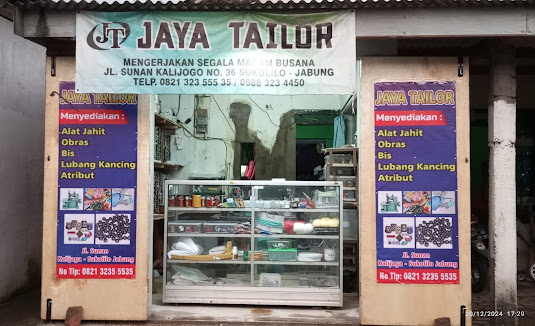 JT JAYA TAILOR
MENGERJAKAN SEGALA MACAM BUSANA
JL. SUNAN KALIJOGO NO. 36 SUKOLILO - JABUNG
TELP. 0821 323 555 35 / 0888 323 4450
JAYA TAILOR
Menyediakan :
Alat Jahit
Obras
Bis
Lubang Kancing
Atribut
Jl. Sunan
Kalijaga - Sukolilo Jabung
No Tlp: 0821 3235 5535
JAYA TAILOR
Menyediakan :
Alat Jahit
Obras
Bis
Lubang Kancing
Atribut
Jl. Sunan
Kalijaga - Sukolilo Jabung
No Tlp: 0821 3235 5535
20/12/2024 17:29